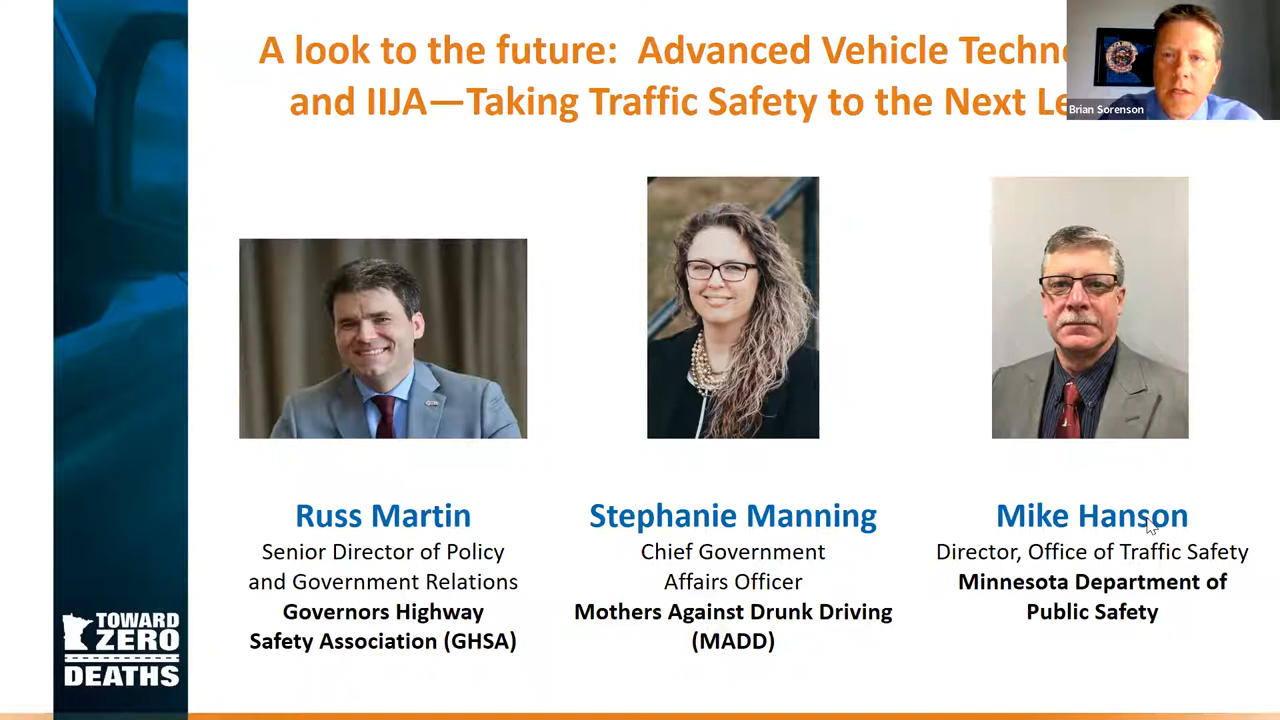 A look to the future: Advanced Vehicle
and IIJA—Taking Traffic Safety to the Next
Brian Sorenson
Russ Martin
Senior Director of Policy
and Government Relations
Governors Highway
Safety Association (GHSA)
Stephanie Manning
Chief Government
Affairs Officer
Mothers Against Drunk Driving
(MADD)
Mike Hanson
Director, Office of Traffic Safety
Minnesota Department of
Public Safety
TOWARD
ZERO
DEATHS